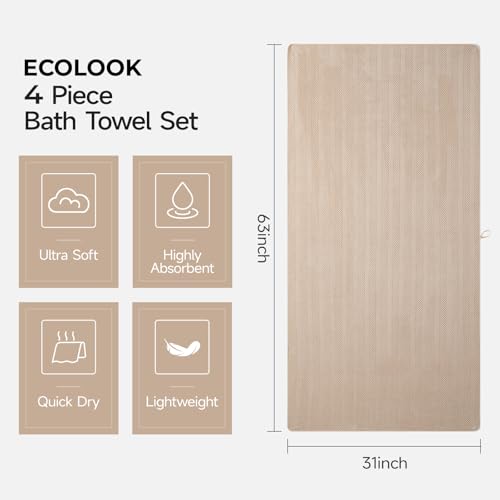 ECOLOOK
4 Piece
Bath Towel Set
Ultra Soft
Highly
Absorbent
Quick Dry
Lightweight
63inch
31inch